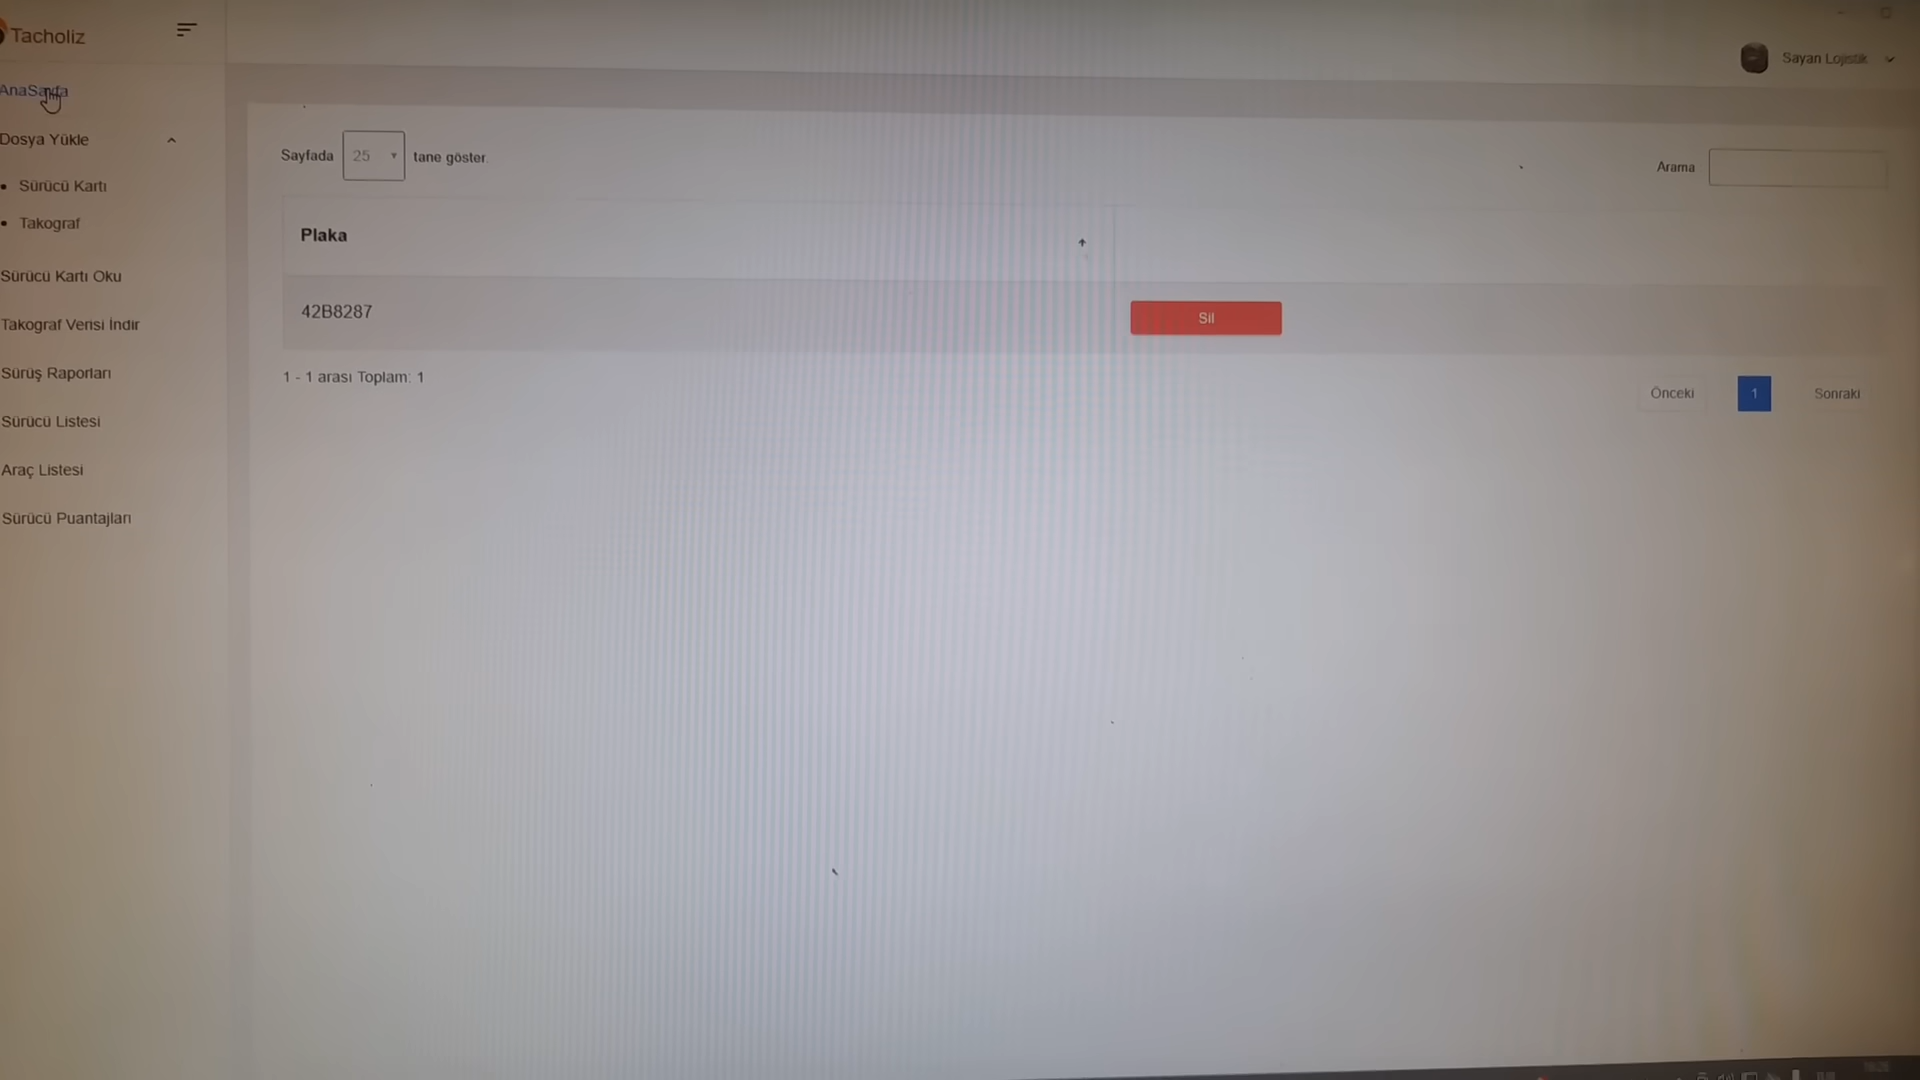 Tacholiz
Sayan Lojistik
AnaSayfa
Dosya Yükle
Sürücü Kartı
Takograf
Sürücü Kartı Oku
Takograf Verisi İndir
Sürüş Raporları
Sürücü Listesi
Araç Listesi
Sürücü Puantajları
Sayfada 25 tane göster.
Arama
Plaka
42B8287
Sil
1 - 1 arası Toplam: 1
Önceki 1 Sonraki